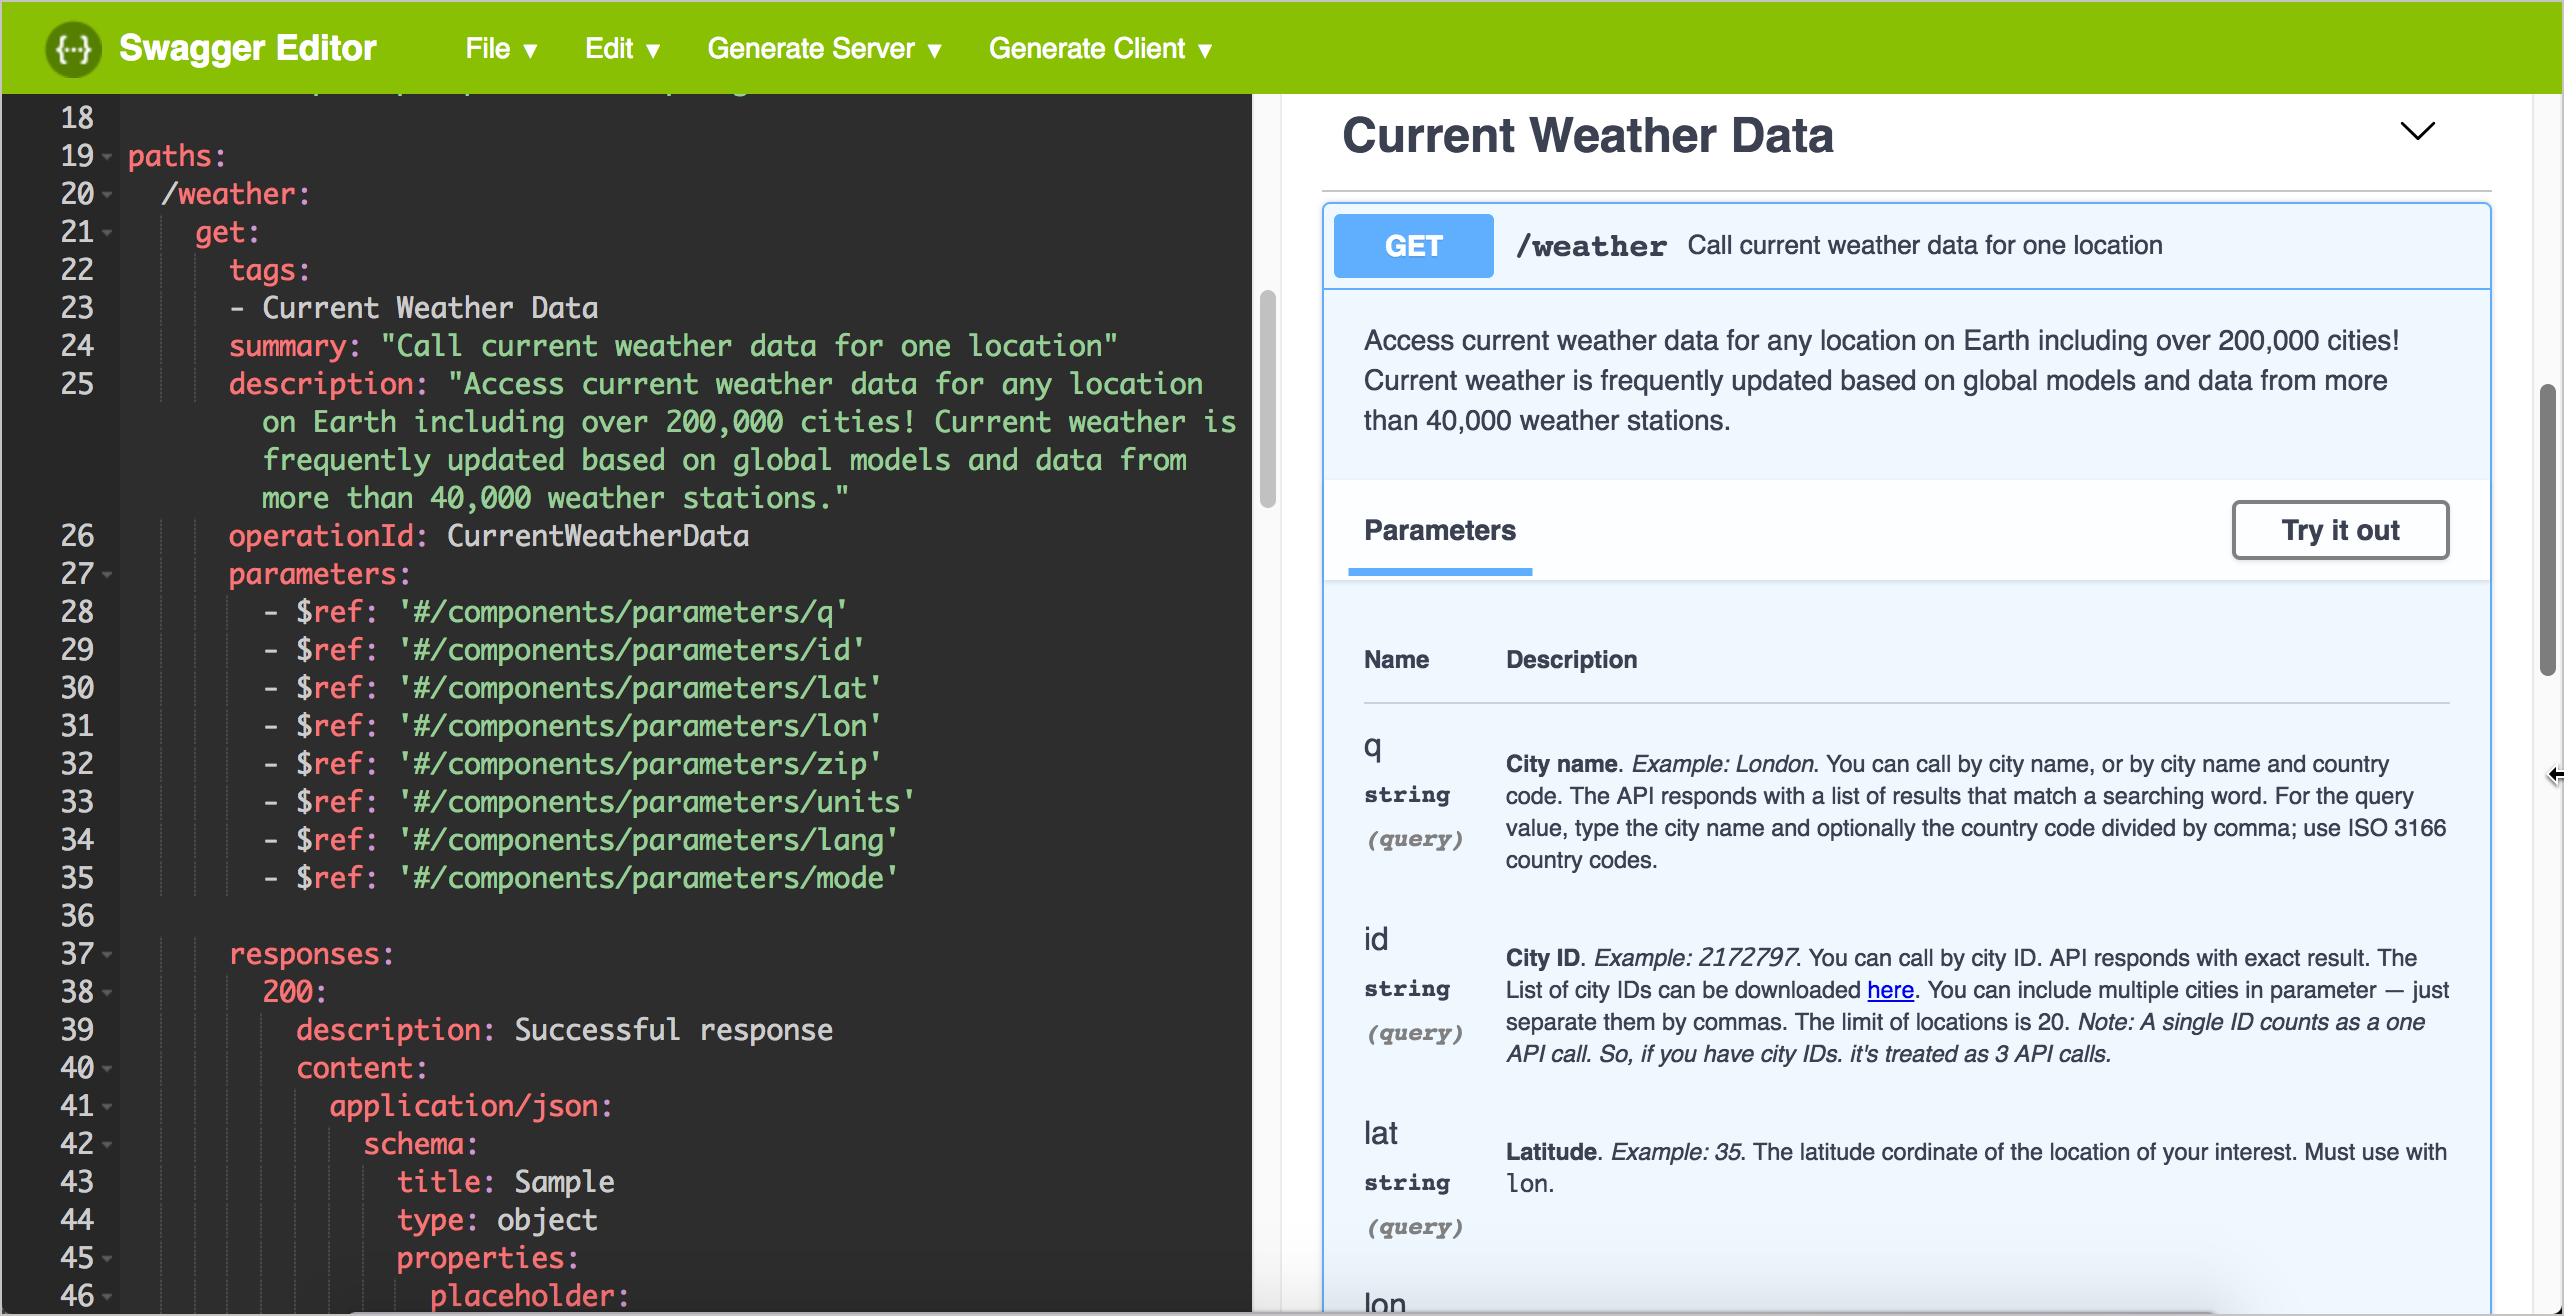 {···} Swagger Editor File ▼ Edit ▼ Generate Server ▼ Generate Client ▼
18
19 paths:
20 /weather:
21 get:
22 tags:
23 - Current Weather Data
24 summary: "Call current weather data for one location"
25 description: "Access current weather data for any location
on Earth including over 200,000 cities! Current weather is
frequently updated based on global models and data from
more than 40,000 weather stations."
26 operationId: CurrentWeatherData
27 parameters:
28 - $ref: '#/components/parameters/q'
29 - $ref: '#/components/parameters/id'
30 - $ref: '#/components/parameters/lat'
31 - $ref: '#/components/parameters/lon'
32 - $ref: '#/components/parameters/zip'
33 - $ref: '#/components/parameters/units'
34 - $ref: '#/components/parameters/lang'
35 - $ref: '#/components/parameters/mode'
36
37 responses:
38 200:
39 description: Successful response
40 content:
41 application/json:
42 schema:
43 title: Sample
44 type: object
45 properties:
46 placeholder:
Current Weather Data
GET /weather Call current weather data for one location
Access current weather data for any location on Earth including over 200,000 cities!
Current weather is frequently updated based on global models and data from more
than 40,000 weather stations.
Parameters Try it out
Name Description
q
string
(query)
City name. Example: London. You can call by city name, or by city name and country
code. The API responds with a list of results that match a searching word. For the query
value, type the city name and optionally the country code divided by comma; use ISO 3166
country codes.
id
string
(query)
City ID. Example: 2172797. You can call by city ID. API responds with exact result. The
List of city IDs can be downloaded here. You can include multiple cities in parameter — just
separate them by commas. The limit of locations is 20. Note: A single ID counts as a one
API call. So, if you have city IDs. it's treated as 3 API calls.
lat
string
(query)
Latitude. Example: 35. The latitude cordinate of the location of your interest. Must use with
lon.
lon